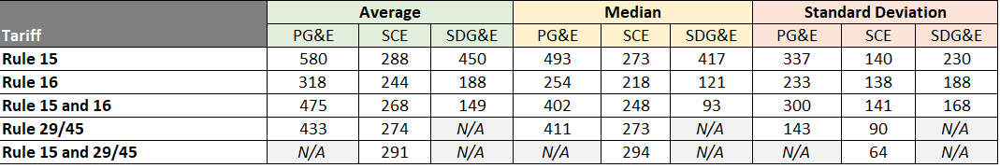 Average Median Standard Deviation
Tariff PG&E SCE SDG&E PG&E SCE SDG&E PG&E SCE SDG&E
Rule 15 580 288 450 493 273 417 337 140 230
Rule 16 318 244 188 254 218 121 233 138 188
Rule 15 and 16 475 268 149 402 248 93 300 141 168
Rule 29/45 433 274 N/A 411 273 N/A 143 90 N/A
Rule 15 and 29/45 N/A 291 N/A N/A 294 N/A N/A 64 N/A